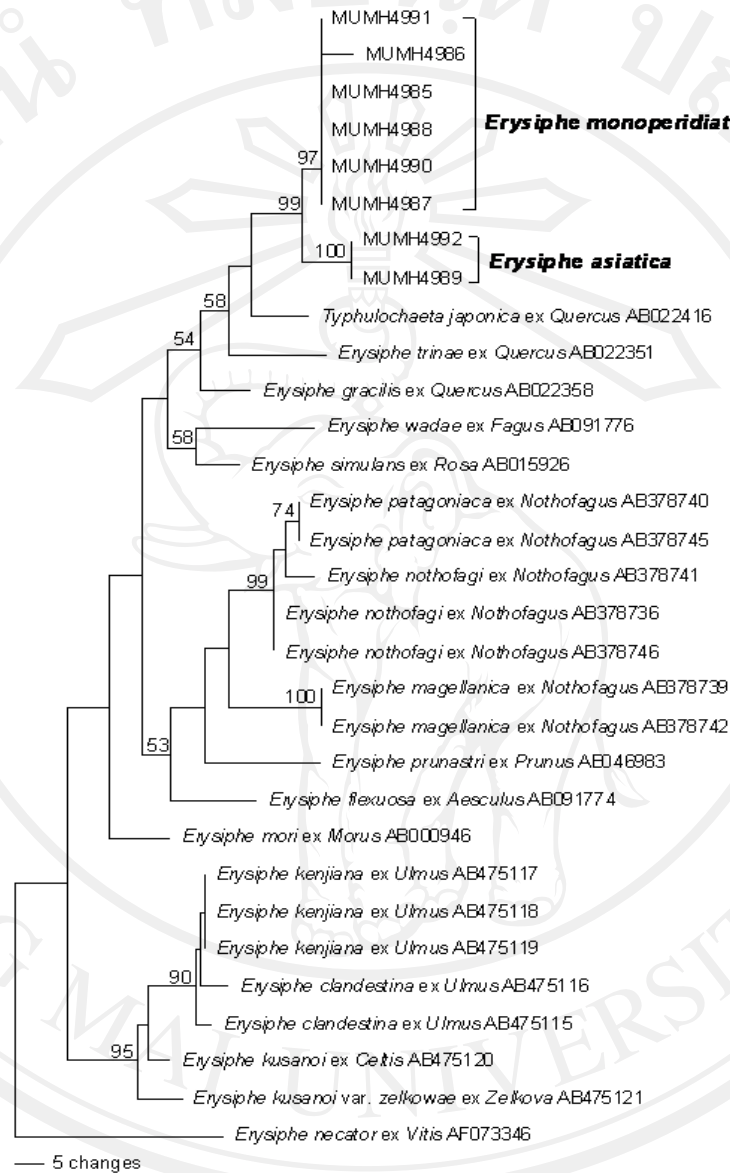 MUMH4991
MUMH4986
MUMH4985
MUMH4988
MUMH4990
MUMH4987
Erysiphe monoperidiat
97
99
100
MUMH4992
MUMH4989
Erysiphe asiatica
58
Typhulochaeta japonica ex Quercus AB022416
54
Erysiphe trinae ex Quercus AB022351
Erysiphe gracilis ex Quercus AB022358
Erysiphe wadae ex Fagus AB091776
58
Erysiphe simulans ex Rosa AB015926
74
Erysiphe patagoniaca ex Nothofagus AB378740
Erysiphe patagoniaca ex Nothofagus AB378745
99
Erysiphe nothofagi ex Nothofagus AB378741
Erysiphe nothofagi ex Nothofagus AB378736
Erysiphe nothofagi ex Nothofagus AB378746
100
Erysiphe magellanica ex Nothofagus AB378739
Erysiphe magellanica ex Nothofagus AB378742
53
Erysiphe prunastri ex Prunus AB046983
Erysiphe flexuosa ex Aesculus AB091774
Erysiphe mori ex Morus AB000946
Erysiphe kenjiana ex Ulmus AB475117
Erysiphe kenjiana ex Ulmus AB475118
Erysiphe kenjiana ex Ulmus AB475119
90
Erysiphe clandestina ex Ulmus AB475116
Erysiphe clandestina ex Ulmus AB475115
95
Erysiphe kusanoi ex Celtis AB475120
Erysiphe kusanoi var. zelkowae ex Zelkova AB475121
Erysiphe necator ex Vitis AF073346
5 changes
G MAI UNIVERSIT